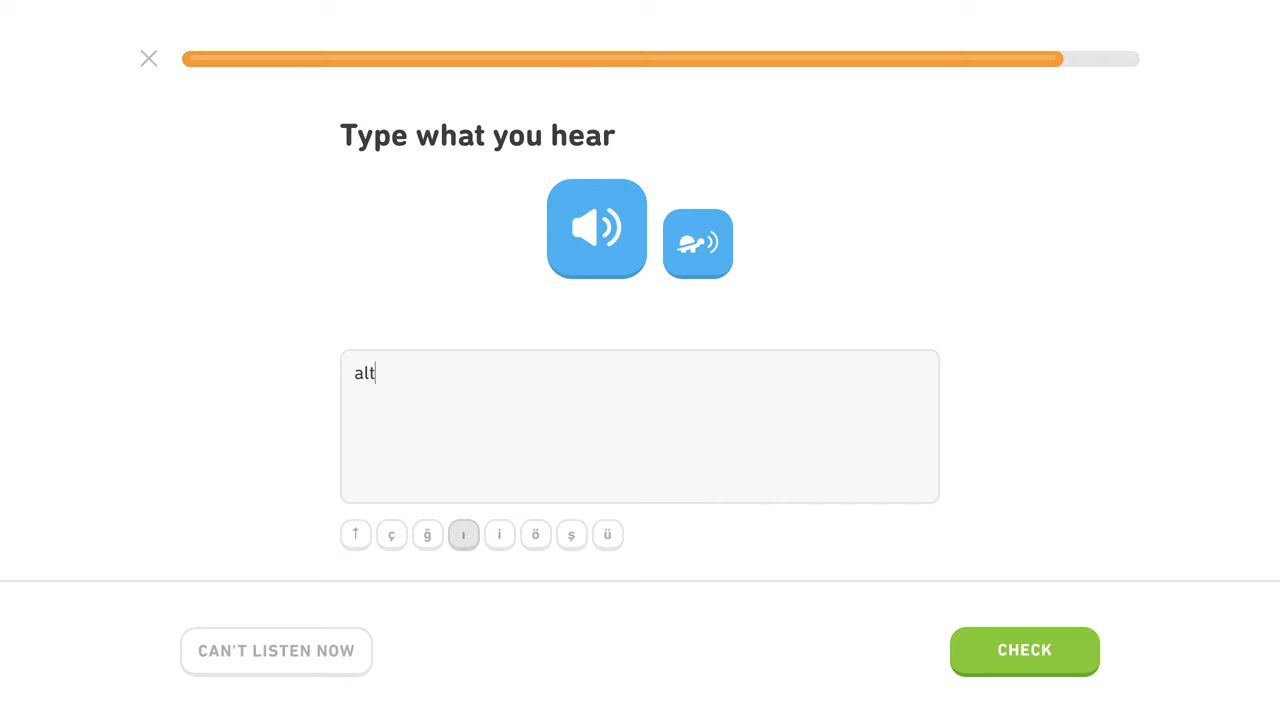 Type what you hear
alt
↑ ç ğ ı i ö ş ü
CAN'T LISTEN NOW
CHECK